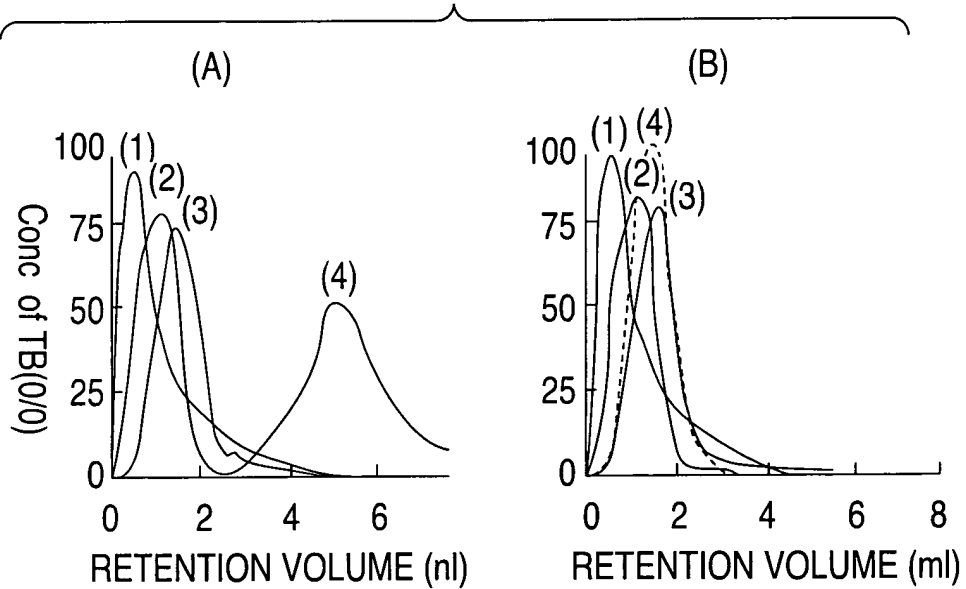 (A)
(B)
100 (1)
(2)
(3)
(4)
75
50
25
0
Conc of TB(0/0)
0 2 4 6
RETENTION VOLUME (nl)
(1) (4)
100
(2)
(3)
75
50
25
0
0 2 4 6 8
RETENTION VOLUME (ml)